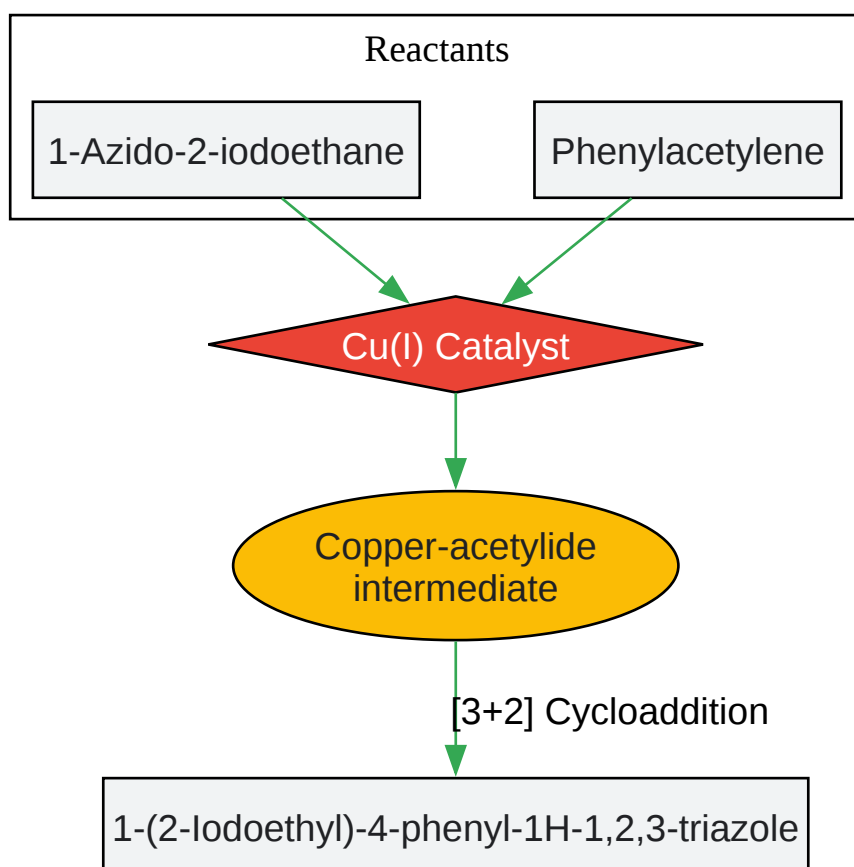 Reactants
1-Azido-2-iodoethane
Phenylacetylene
Cu(I) Catalyst
Copper-acetylide
intermediate
[3+2] Cycloaddition
1-(2-Iodoethyl)-4-phenyl-1H-1,2,3-triazole